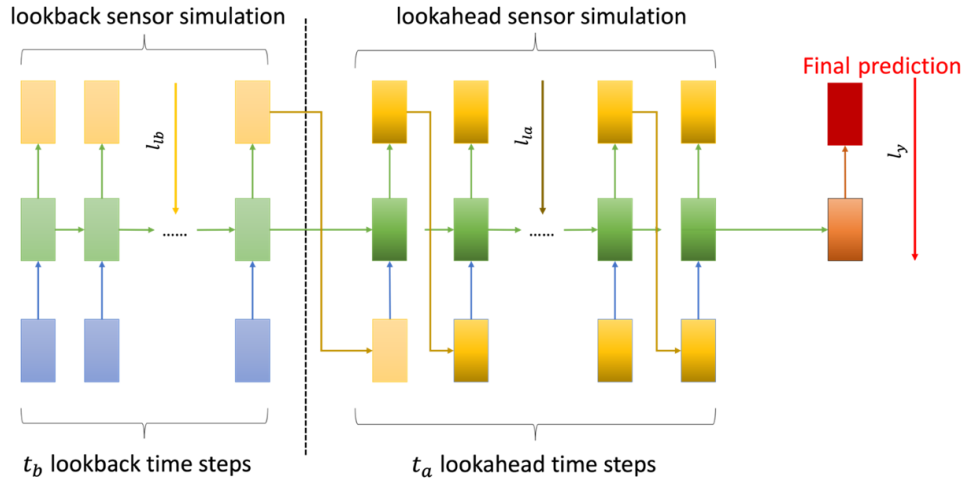 lookback sensor simulation
lookahead sensor simulation
Final prediction
l_lb
l_la
l_y
......
......
t_b lookback time steps
t_a lookahead time steps